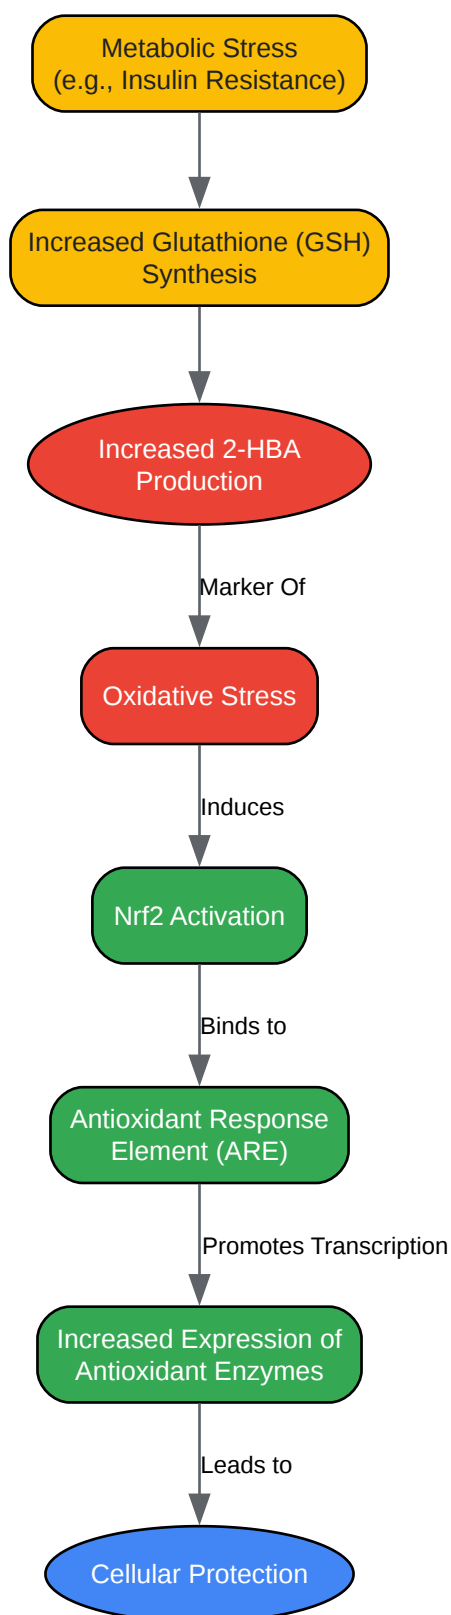 Metabolic Stress
(e.g., Insulin Resistance)
Increased Glutathione (GSH)
Synthesis
Increased 2-HBA
Production
Marker Of
Oxidative Stress
Induces
Nrf2 Activation
Binds to
Antioxidant Response
Element (ARE)
Promotes Transcription
Increased Expression of
Antioxidant Enzymes
Leads to
Cellular Protection